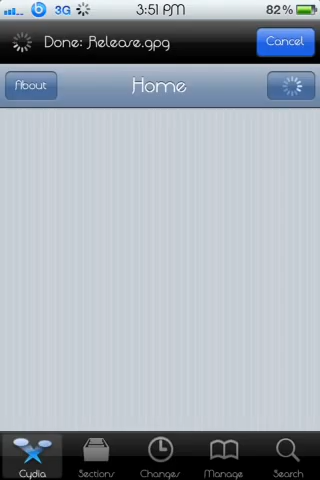 3G 3:51 PM 82%
Done: Release.gpg Cancel
About Home
Cydia Sections Changes Manage Search